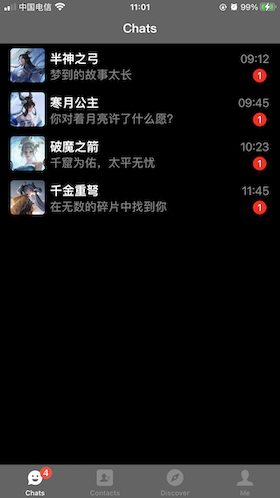 中国电信
11:01
99%
Chats
半神之弓
09:12
梦到的故事太长
1
寒月公主
09:45
你对着月亮许了什么愿?
1
破魔之箭
10:23
千窟为佑，太平无忧
1
千金重弩
11:45
在无数的碎片中找到你
1
4
Chats
Contacts
Discover
Me